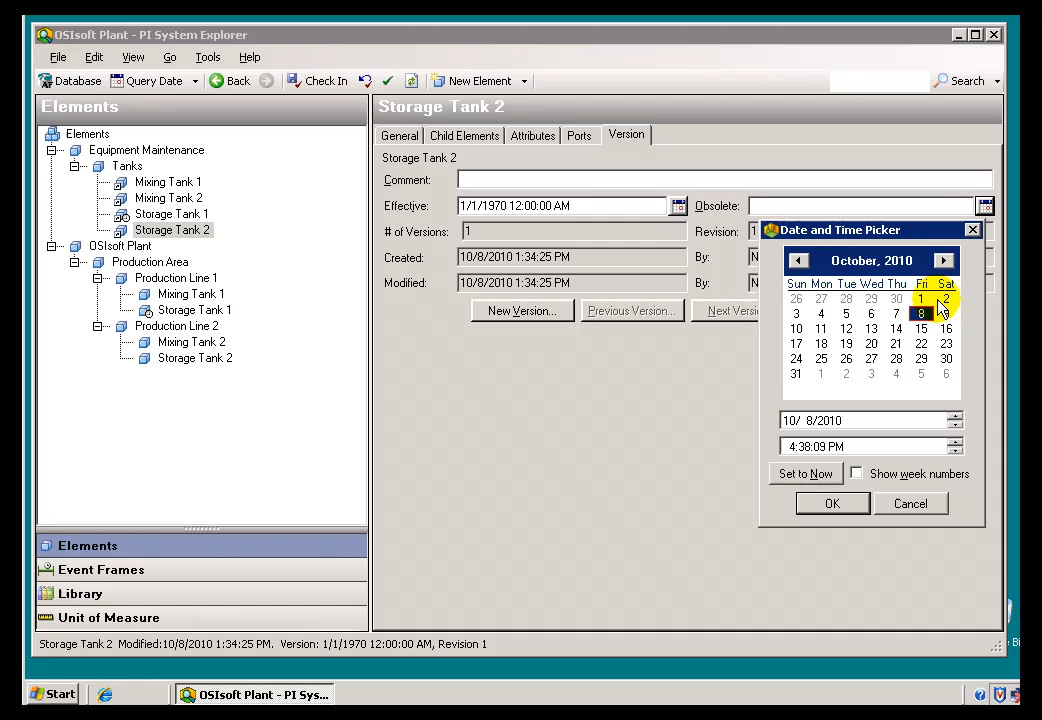 OSIsoft Plant - PI System Explorer
File Edit View Go Tools Help
Database Query Date Back Check In New Element Search
Elements
Elements
Equipment Maintenance
Tanks
Mixing Tank 1
Mixing Tank 2
Storage Tank 1
Storage Tank 2
OSIsoft Plant
Production Area
Production Line 1
Mixing Tank 1
Storage Tank 1
Production Line 2
Mixing Tank 2
Storage Tank 2
Elements
Event Frames
Library
Unit of Measure
Storage Tank 2
General Child Elements Attributes Ports Version
Storage Tank 2
Comment:
Effective: 1/1/1970 12:00:00 AM Obsolete:
# of Versions: 1 Revision: 1
Created: 10/8/2010 1:34:25 PM By: N
Modified: 10/8/2010 1:34:25 PM By: N
New Version... Previous Version... Next Versi
Date and Time Picker
October, 2010
Sun Mon Tue Wed Thu Fri Sat
26 27 28 29 30 1 2
3 4 5 6 7 8 9
10 11 12 13 14 15 16
17 18 19 20 21 22 23
24 25 26 27 28 29 30
31 1 2 3 4 5 6
10/ 8/2010
4:38:09 PM
Set to Now Show week numbers
OK Cancel
Storage Tank 2 Modified:10/8/2010 1:34:25 PM. Version: 1/1/1970 12:00:00 AM, Revision 1
Start OSIsoft Plant - PI Sys...